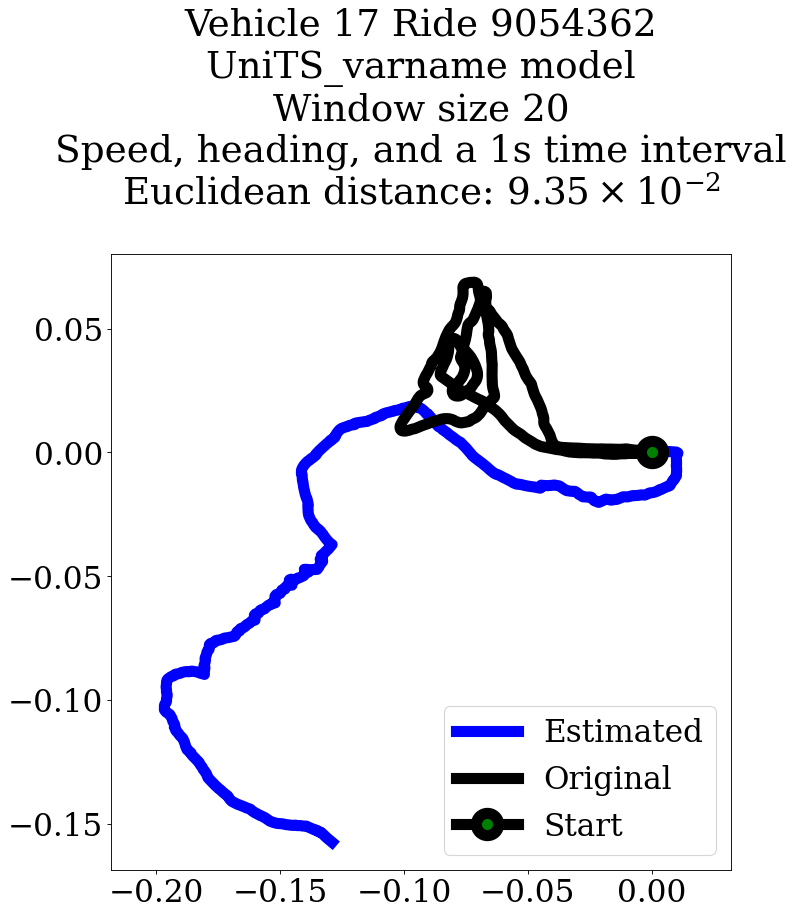 Vehicle 17 Ride 9054362
UniTS_varname model
Window size 20
Speed, heading, and a 1s time interval
Euclidean distance: 9.35 × 10⁻²
0.05
0.00
−0.05
−0.10
−0.15
Estimated
Original
Start
−0.20 −0.15 −0.10 −0.05 0.00